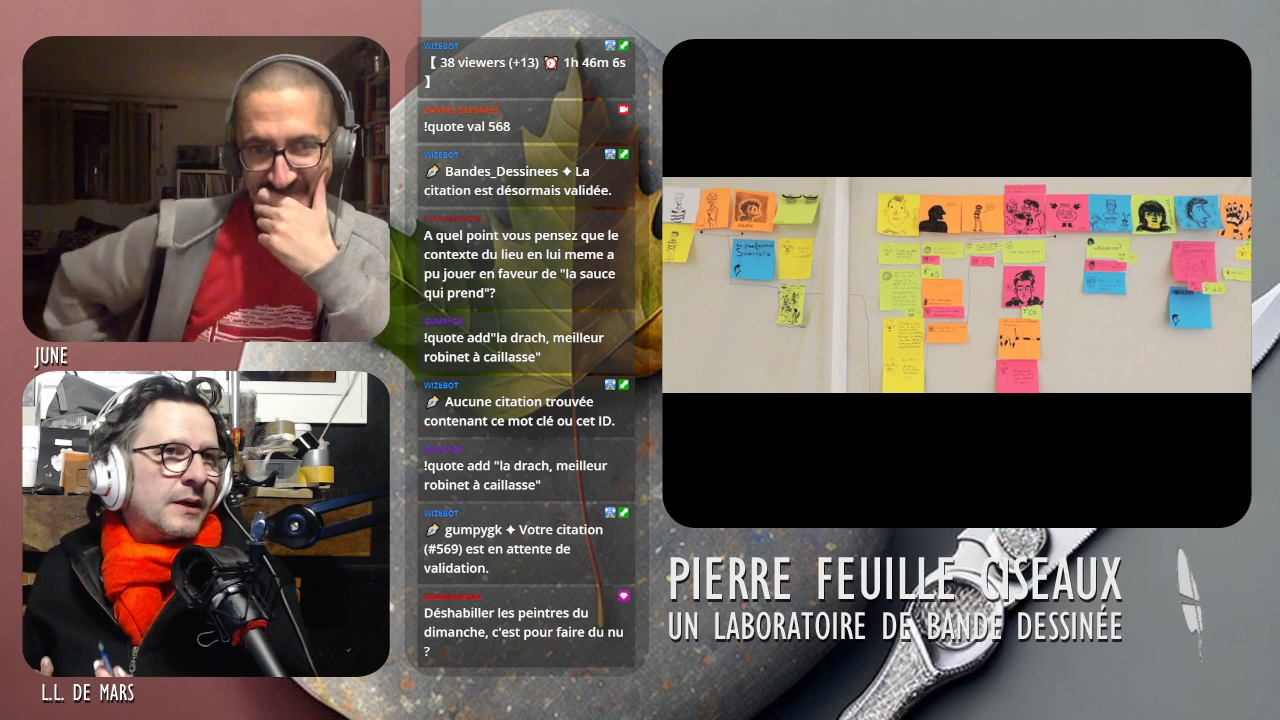 WIZEBOT
【 38 viewers (+13) ⏰ 1h 46m 6s
】
BANDES DESSINEES
!quote val 568
WIZEBOT
Bandes_Dessinees ✦ La
citation est désormais validée.
A quel point vous pensez que le
contexte du lieu en lui meme a
pu jouer en faveur de "la sauce
qui prend"?
GUMPYGK
!quote add"la drach, meilleur
robinet à caillasse"
WIZEBOT
Aucune citation trouvée
contenant ce mot clé ou cet ID.
GUMPYGK
!quote add "la drach, meilleur
robinet à caillasse"
WIZEBOT
gumpygk ✦ Votre citation
(#569) est en attente de
validation.
Déshabiller les peintres du
dimanche, c'est pour faire du nu
?
JUNE
L.L. DE MARS
PIERRE FEUILLE CISEAUX
UN LABORATOIRE DE BANDE DESSINÉE